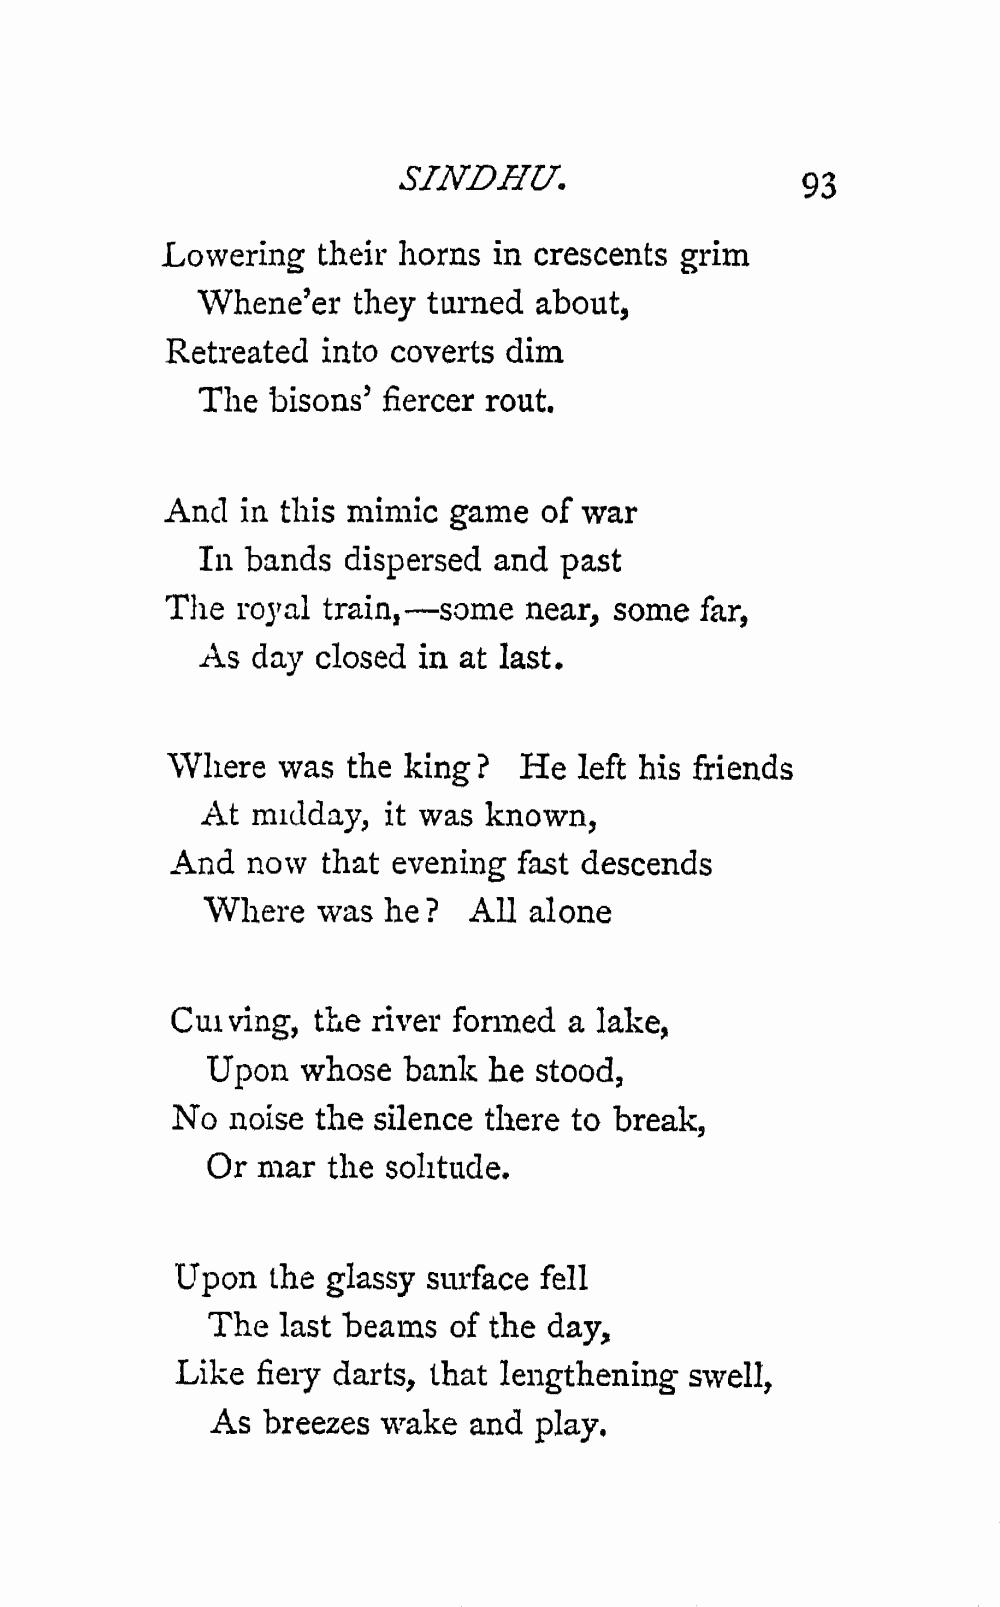 SINDHU. 93
Lowering their horns in crescents grim
Whene'er they turned about,
Retreated into coverts dim
The bisons' fiercer rout.
And in this mimic game of war
In bands dispersed and past
The royal train,—some near, some far,
As day closed in at last.
Where was the king? He left his friends
At midday, it was known,
And now that evening fast descends
Where was he? All alone
Curving, the river formed a lake,
Upon whose bank he stood,
No noise the silence there to break,
Or mar the solitude.
Upon the glassy surface fell
The last beams of the day,
Like fiery darts, that lengthening swell,
As breezes wake and play.